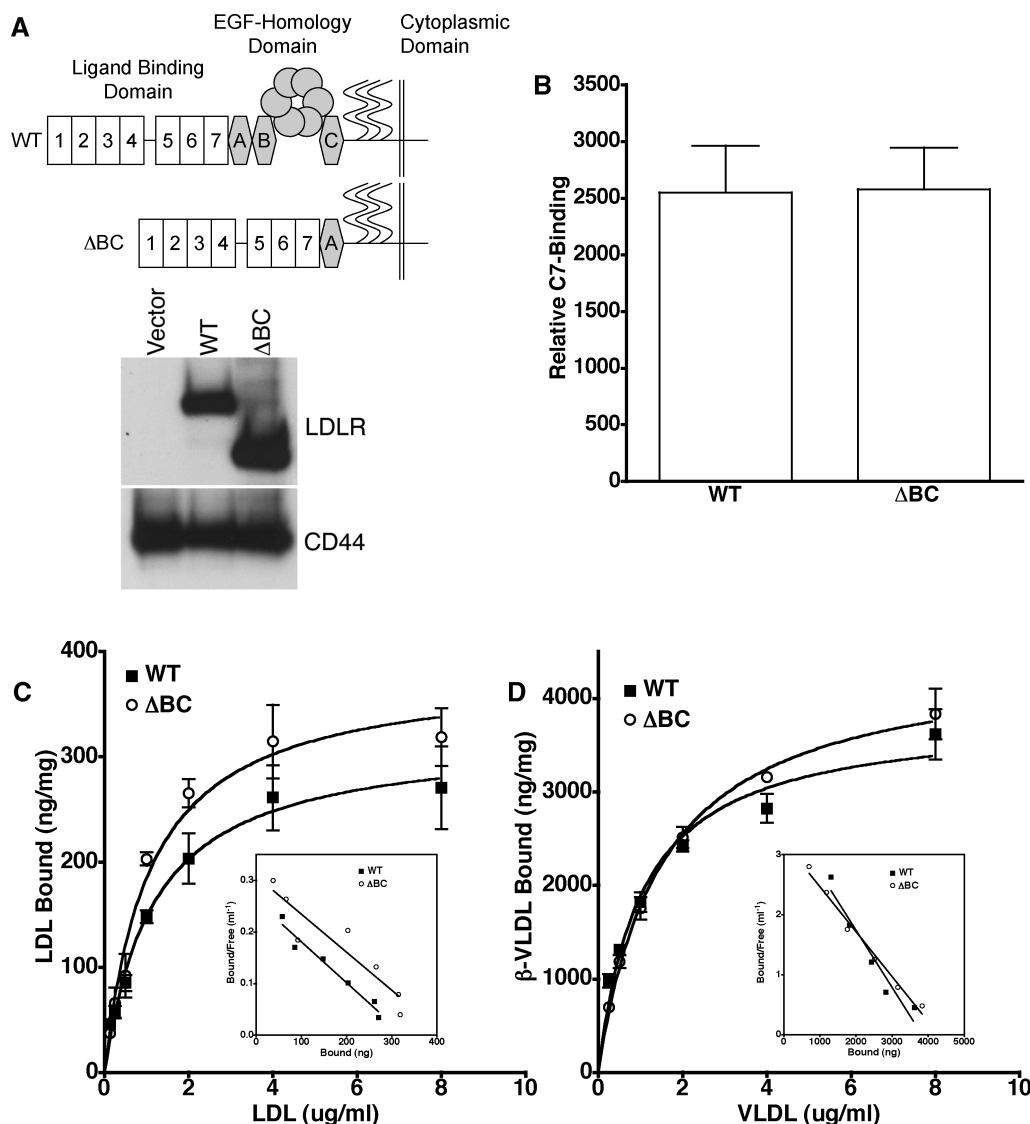 A
EGF-Homology
Domain
Cytoplasmic
Domain
Ligand Binding
Domain
WT 1 2 3 4 5 6 7 A B C
ΔBC 1 2 3 4 5 6 7 A
Vector
WT
ΔBC
LDLR
CD44
B
Relative C7-Binding
3500
3000
2500
2000
1500
1000
500
0
WT
ΔBC
C
LDL Bound (ng/mg)
400
300
200
100
0
WT
ΔBC
Bound/Free (ml⁻¹)
0.3
0.2
0.1
0.0
WT
ΔBC
0 100 200 300 400
Bound (ng)
0 2 4 6 8 10
LDL (ug/ml)
D
β-VLDL Bound (ng/mg)
4000
3000
2000
1000
0
WT
ΔBC
Bound/Free (ml⁻¹)
3
2
1
0
WT
ΔBC
0 1000 2000 3000 4000 5000
Bound (ng)
0 2 4 6 8 10
VLDL (ug/ml)